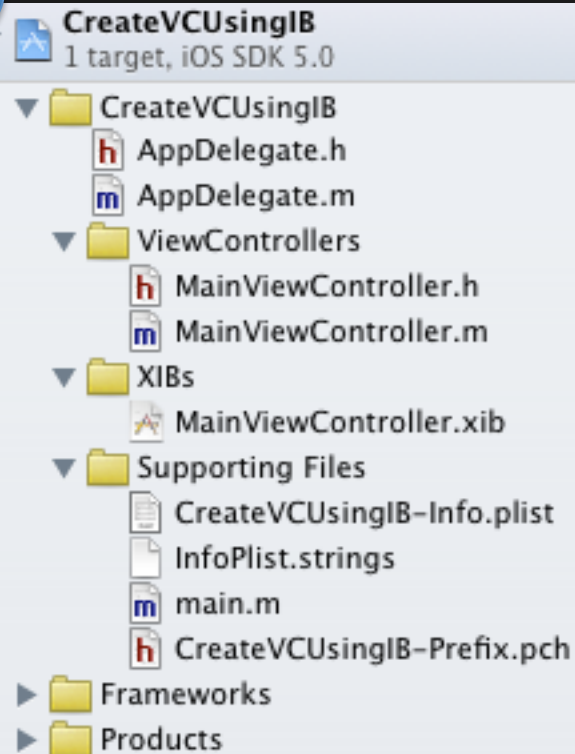 CreateVCUsingIB
1 target, iOS SDK 5.0
CreateVCUsingIB
h AppDelegate.h
m AppDelegate.m
ViewControllers
h MainViewController.h
m MainViewController.m
XIBs
MainViewController.xib
Supporting Files
CreateVCUsingIB-Info.plist
InfoPlist.strings
m main.m
h CreateVCUsingIB-Prefix.pch
Frameworks
Products